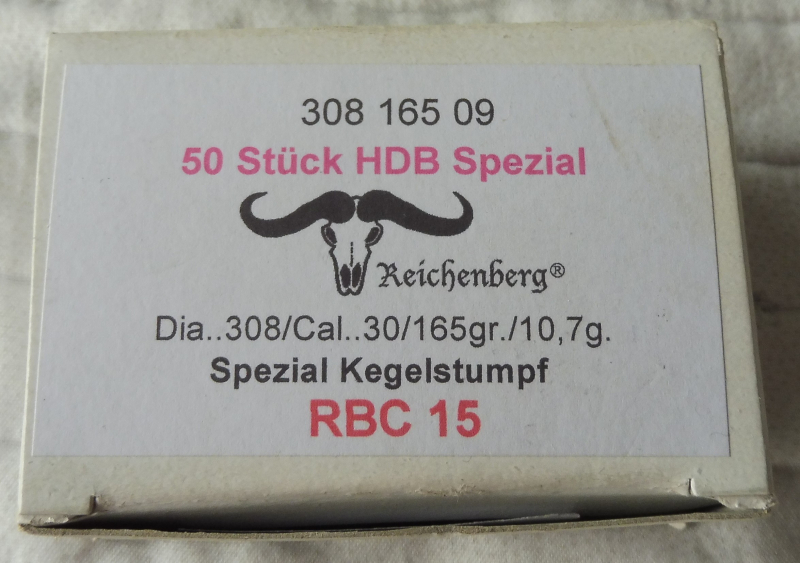 308 165 09
50 Stück HDB Spezial
Reichenberg®
Dia..308/Cal..30/165gr./10,7g.
Spezial Kegelstumpf
RBC 15